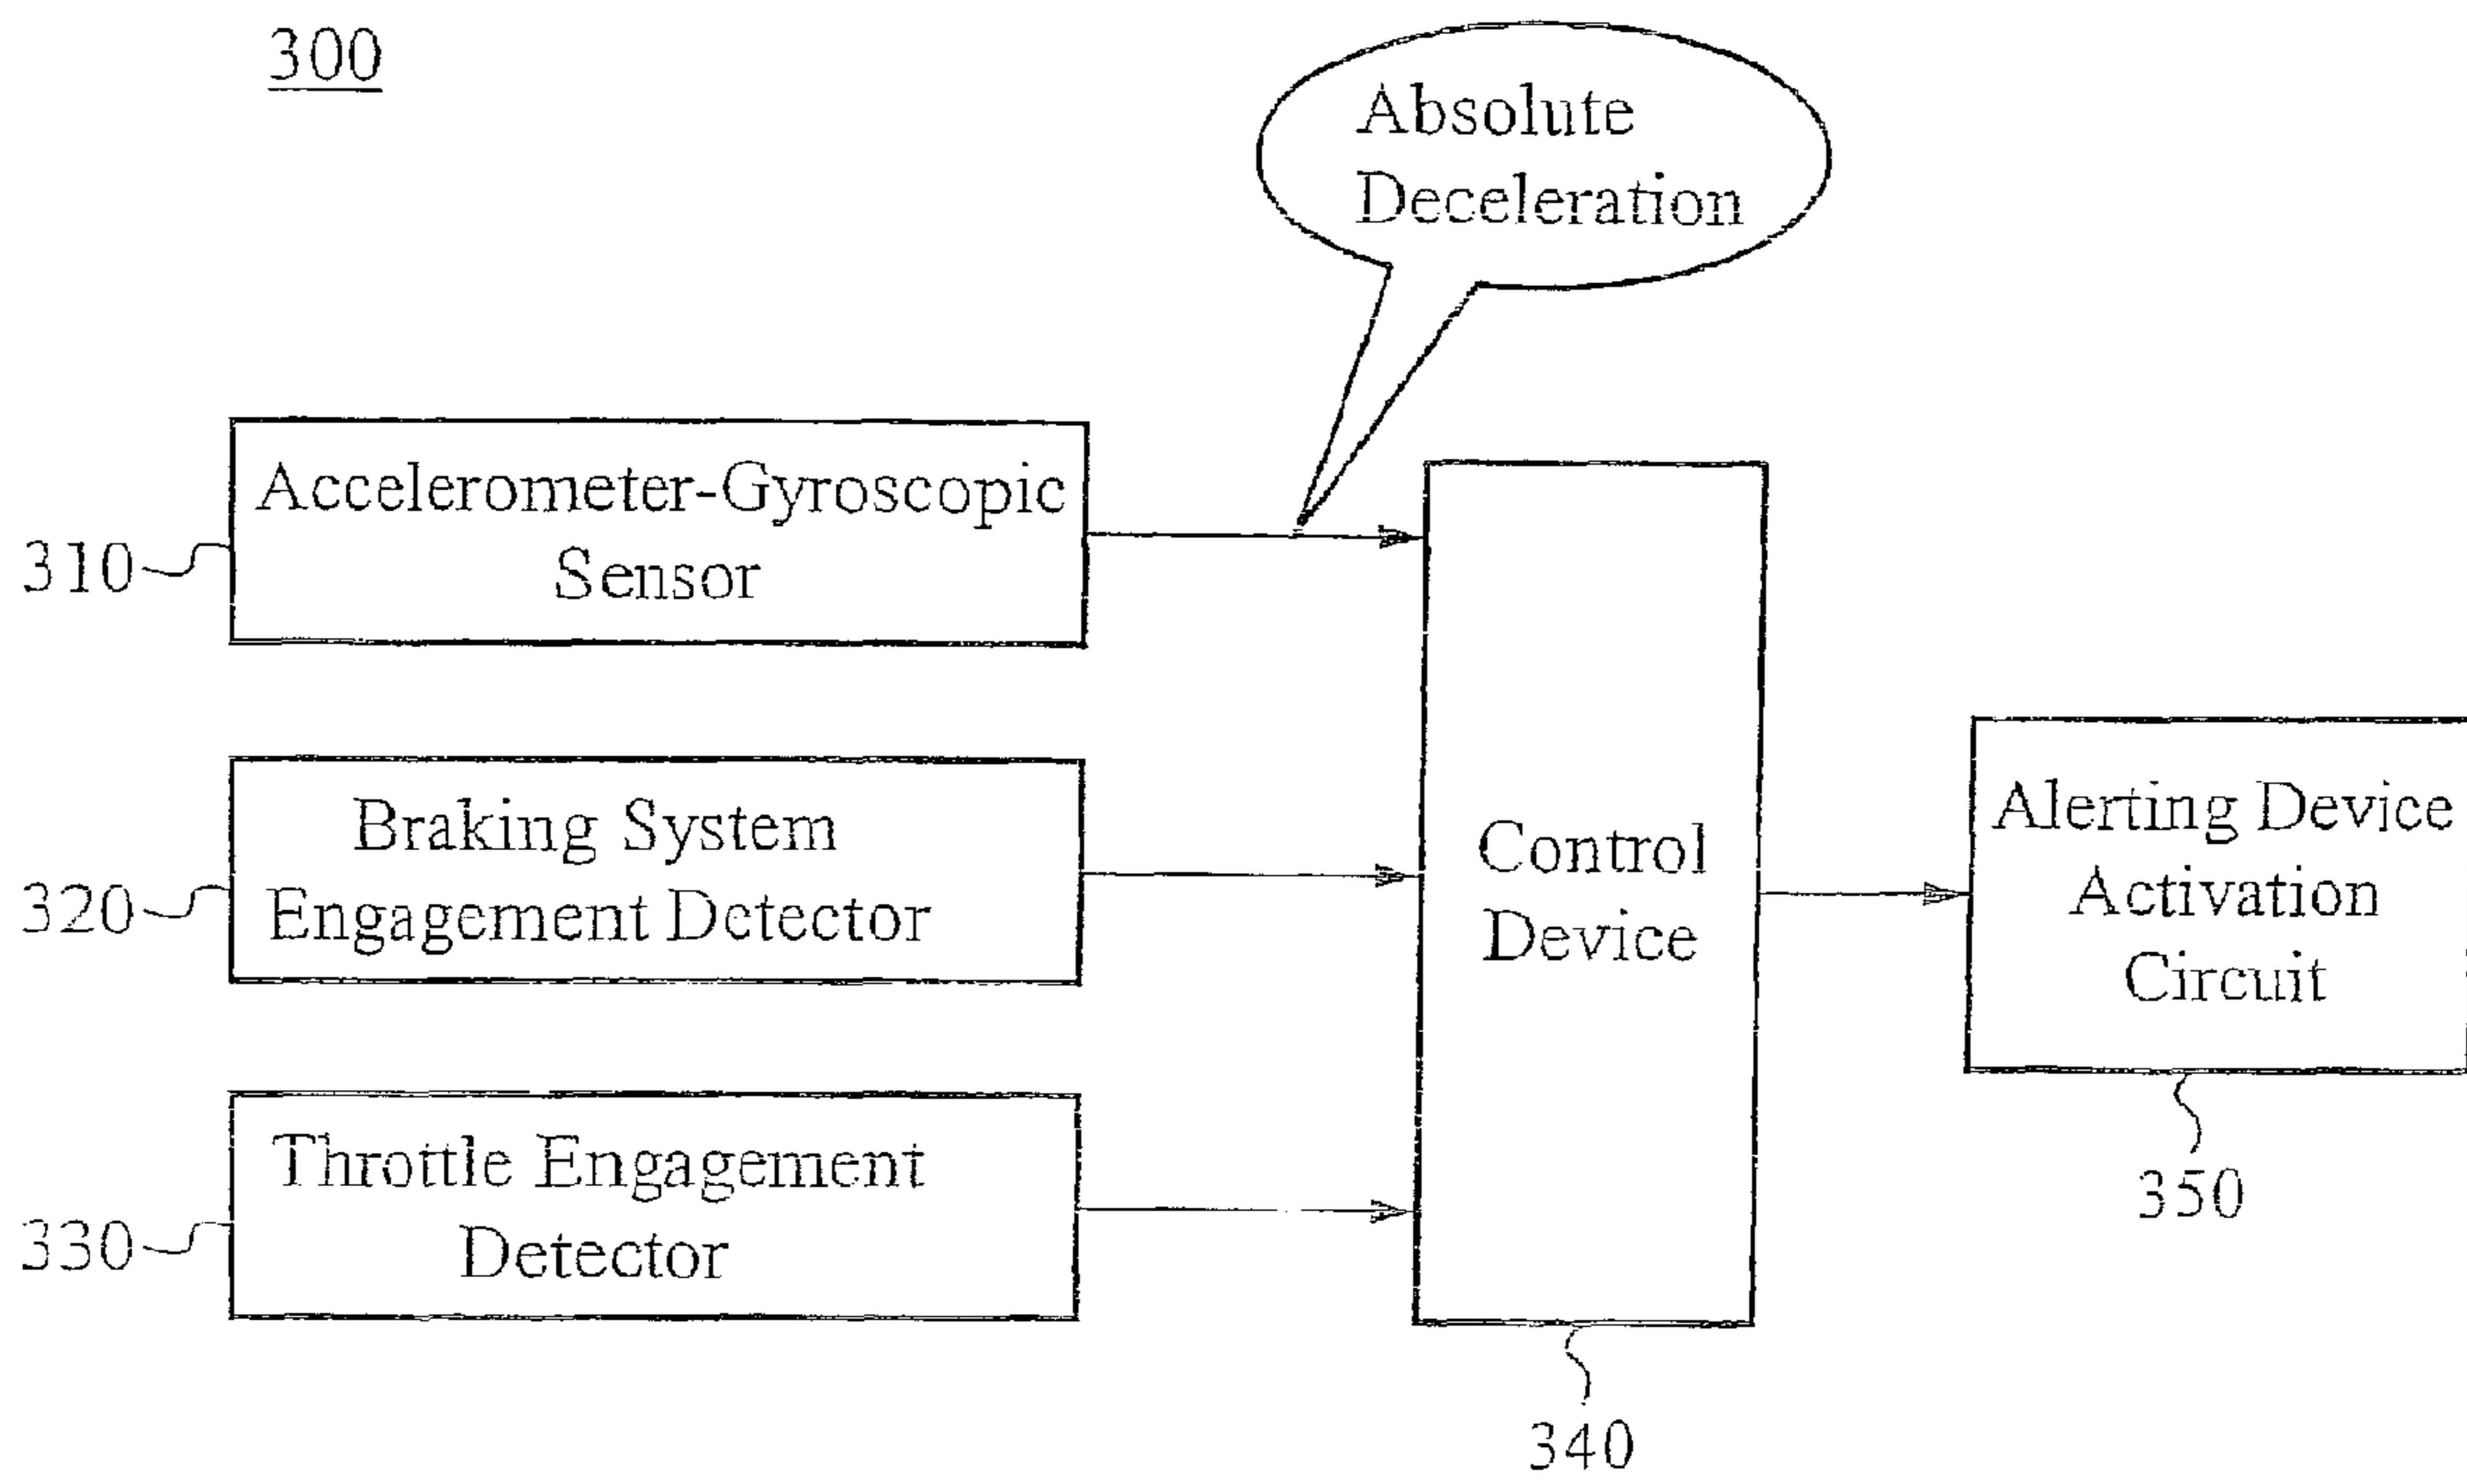 300
Absolute
Deceleration
Accelerometer-Gyroscopic
Sensor
310
Braking System
Engagement Detector
320
Throttle Engagement
Detector
330
Control
Device
340
Alerting Device
Activation
Circuit
350